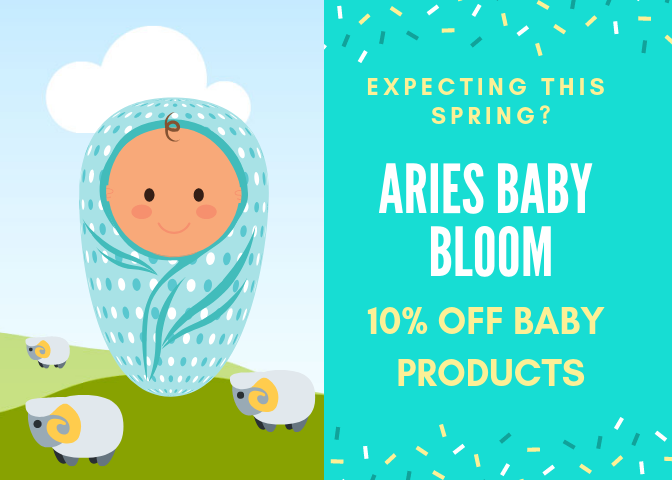 EXPECTING THIS
SPRING?
ARIES BABY
BLOOM
10% OFF BABY
PRODUCTS